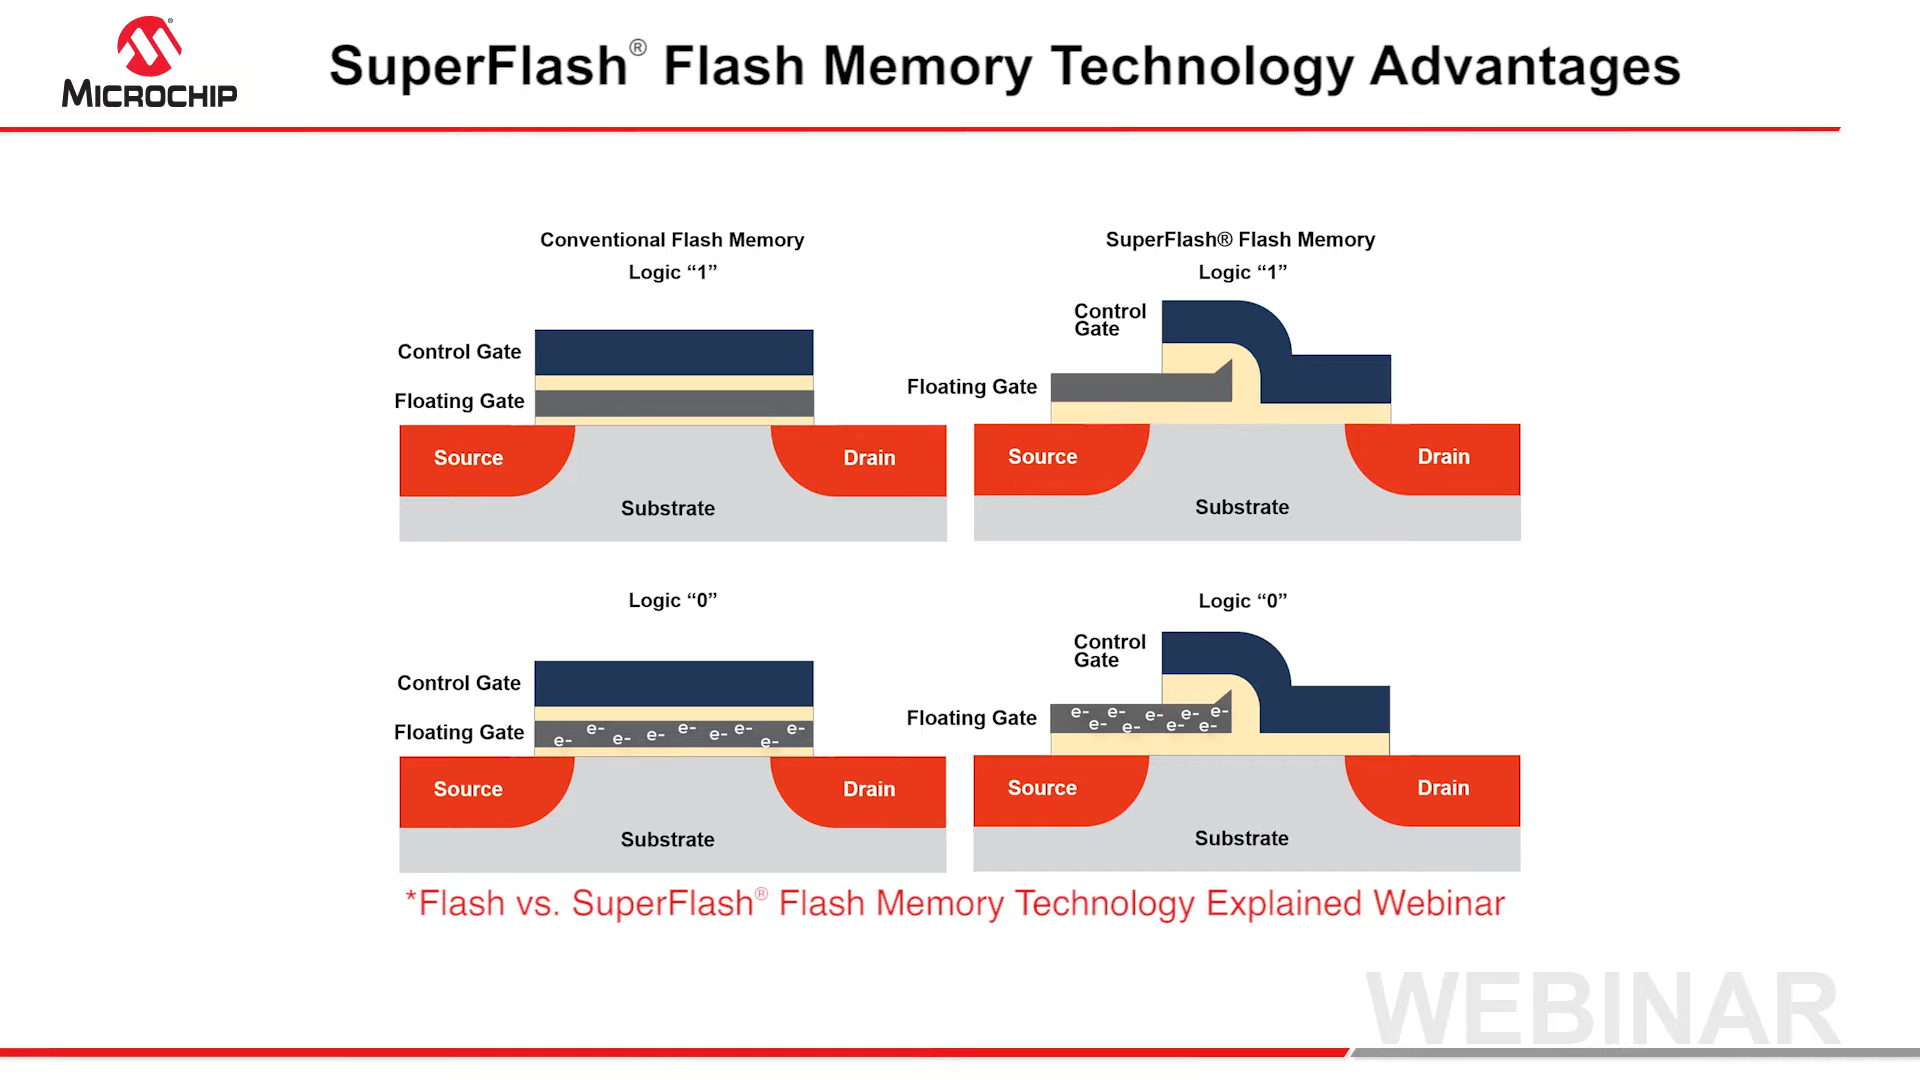 MICROCHIP
SuperFlash® Flash Memory Technology Advantages
Conventional Flash Memory
Logic “1”
Control Gate
Floating Gate
Source
Drain
Substrate
SuperFlash® Flash Memory
Logic “1”
Control
Gate
Floating Gate
Source
Drain
Substrate
Logic “0”
Control Gate
Floating Gate
e- e- e- e- e- e- e- e- e-
Source
Drain
Substrate
Logic “0”
Control
Gate
Floating Gate
e- e- e- e- e- e- e- e- e-
Source
Drain
Substrate
*Flash vs. SuperFlash® Flash Memory Technology Explained Webinar
WEBINAR